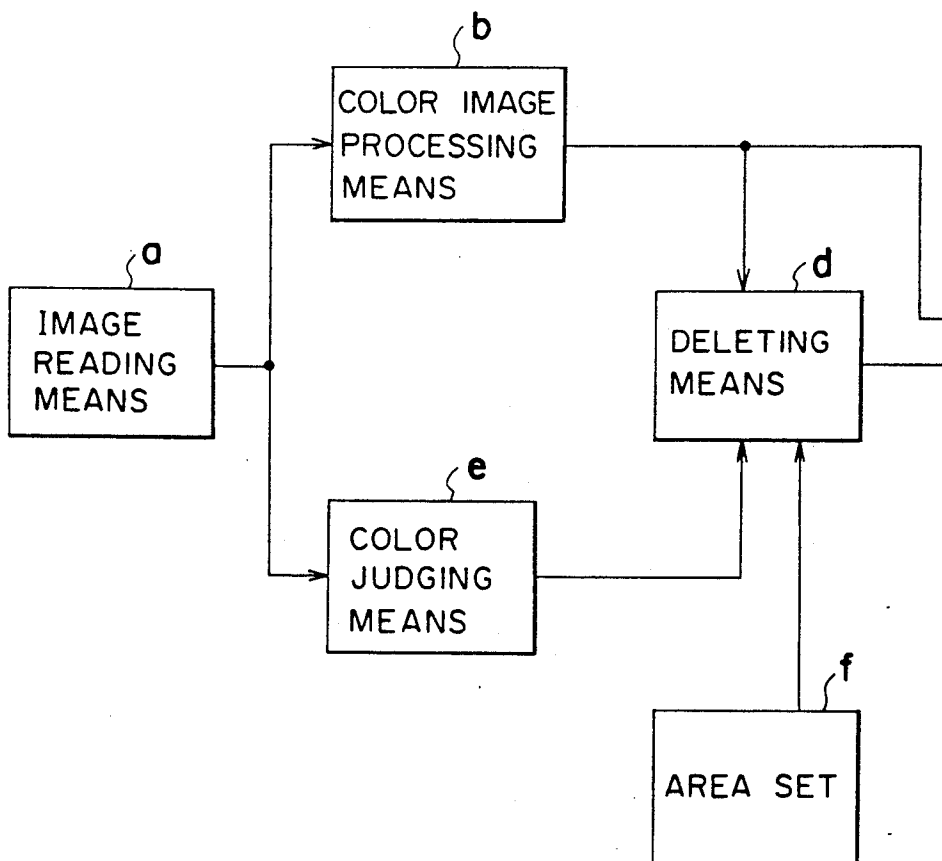 b
COLOR IMAGE
PROCESSING
MEANS
a
IMAGE
READING
MEANS
d
DELETING
MEANS
e
COLOR
JUDGING
MEANS
f
AREA SET